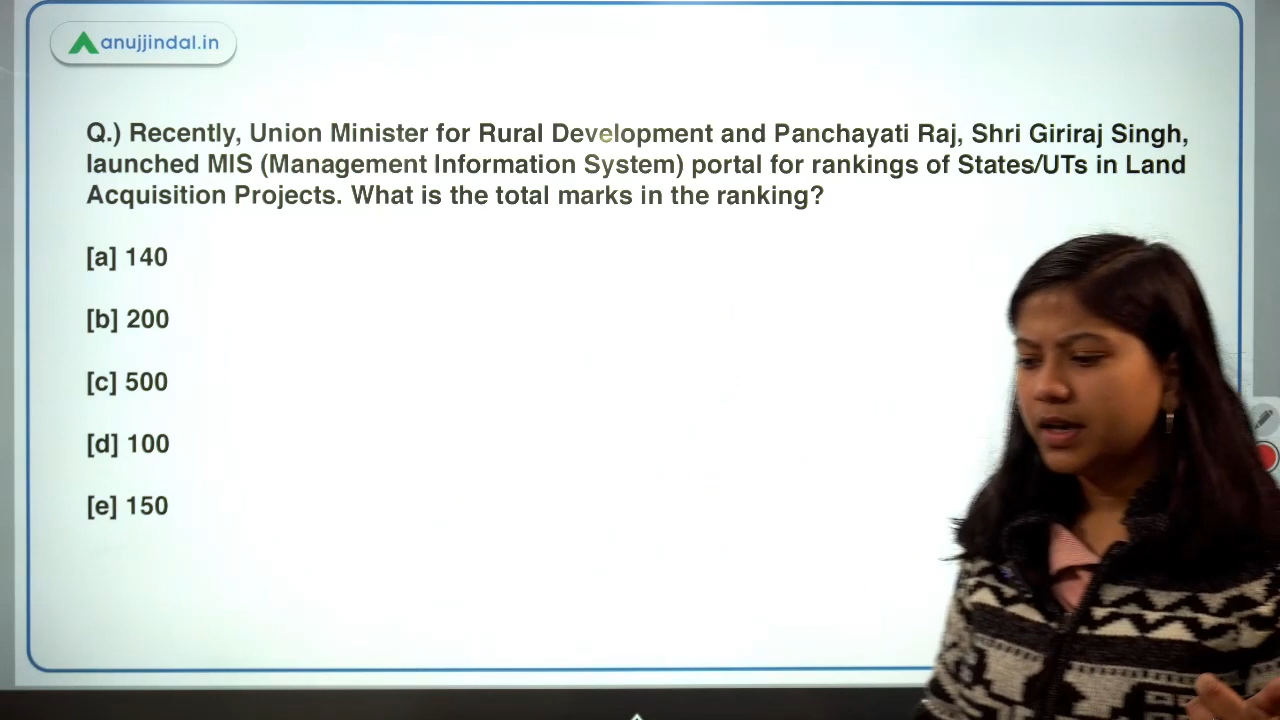 anujjindal.in
Q.) Recently, Union Minister for Rural Development and Panchayati Raj, Shri Giriraj Singh,
launched MIS (Management Information System) portal for rankings of States/UTs in Land
Acquisition Projects. What is the total marks in the ranking?
[a] 140
[b] 200
[c] 500
[d] 100
[e] 150